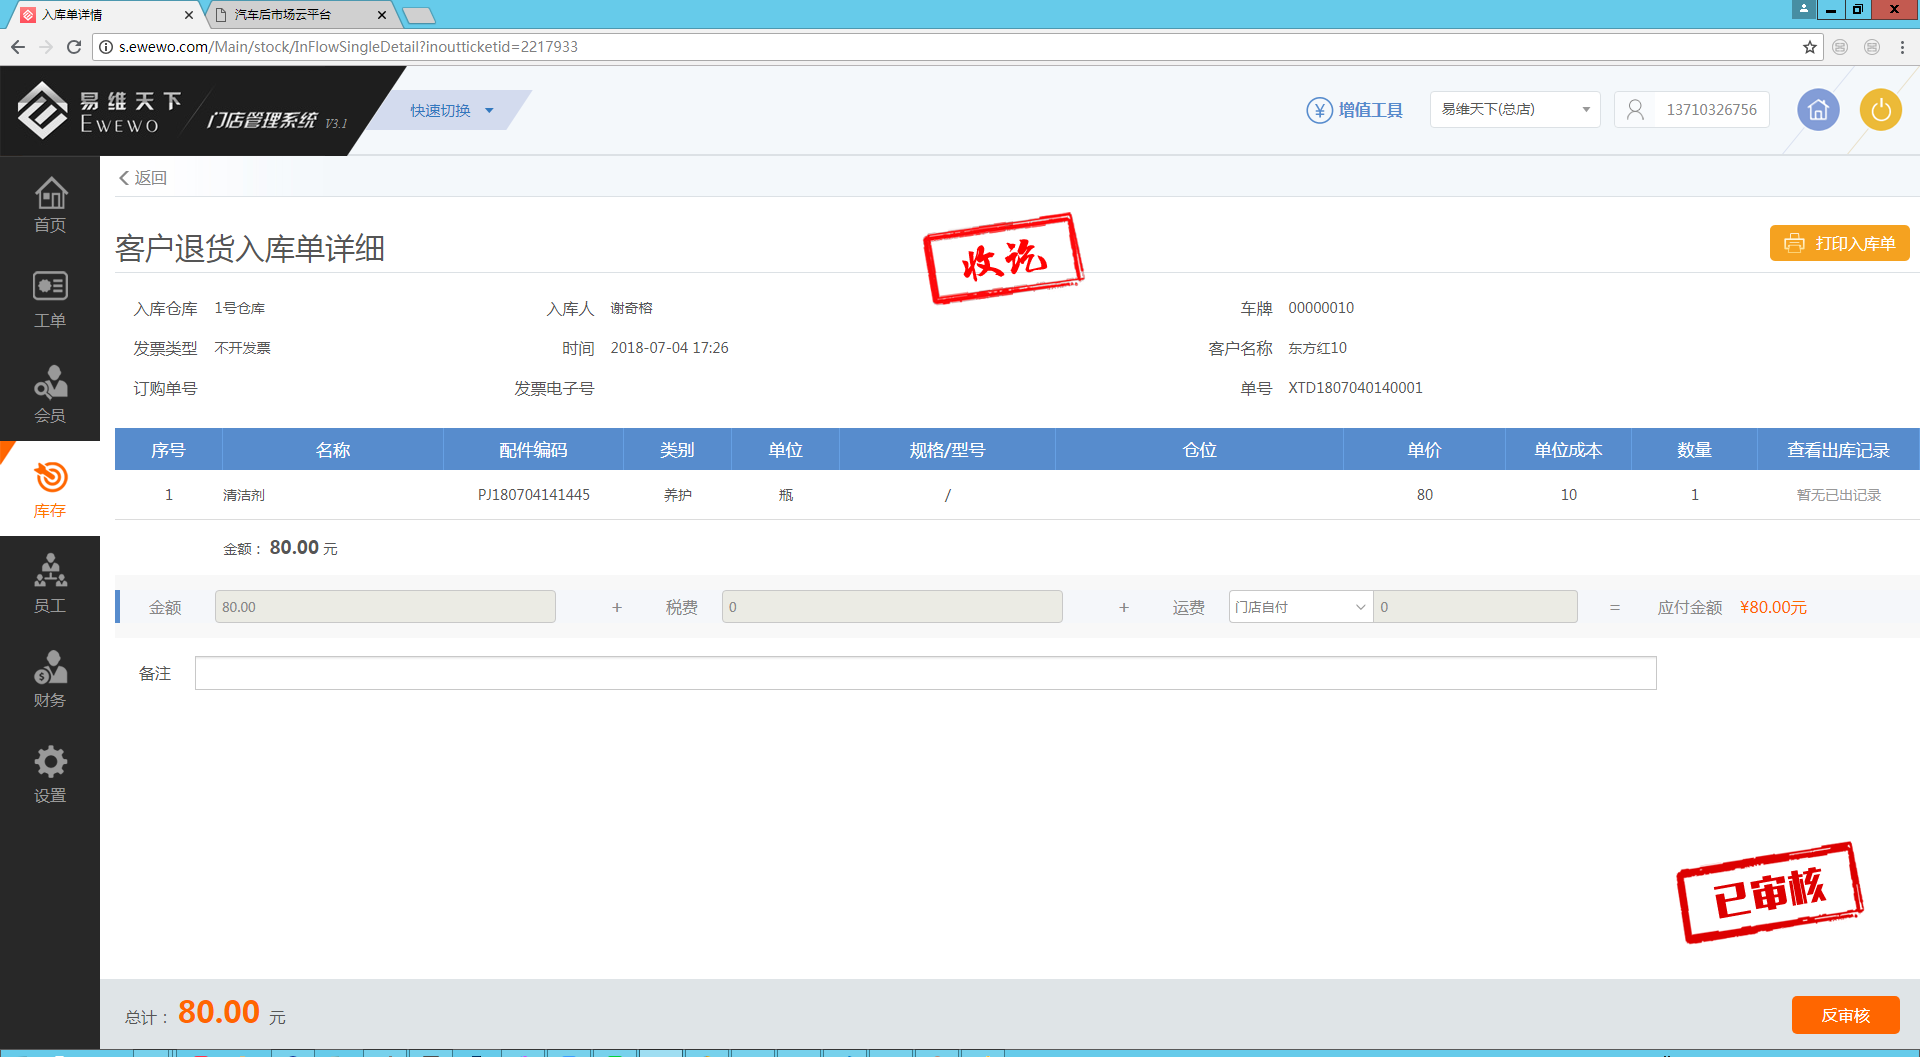 入库单详情
汽车后市场云平台
s.ewewo.com/Main/stock/InFlowSingleDetail?inoutticketid=2217933
易维天下
EWEWO
门店管理系统 V3.1
快速切换
¥ 增值工具
易维天下(总店)
13710326756
返回
首页
工单
会员
库存
员工
财务
设置
客户退货入库单详细
收讫
打印入库单
入库仓库 1号仓库 入库人 谢奇榕 车牌 00000010
发票类型 不开发票 时间 2018-07-04 17:26 客户名称 东方红10
订购单号 发票电子号 单号 XTD1807040140001
序号 名称 配件编码 类别 单位 规格/型号 仓位 单价 单位成本 数量 查看出库记录
1 清洁剂 PJ180704141445 养护 瓶 / 80 10 1 暂无已出记录
金额： 80.00 元
金额 80.00 + 税费 0 + 运费 门店自付 0 = 应付金额 ¥80.00元
备注
已审核
总计： 80.00 元
反审核